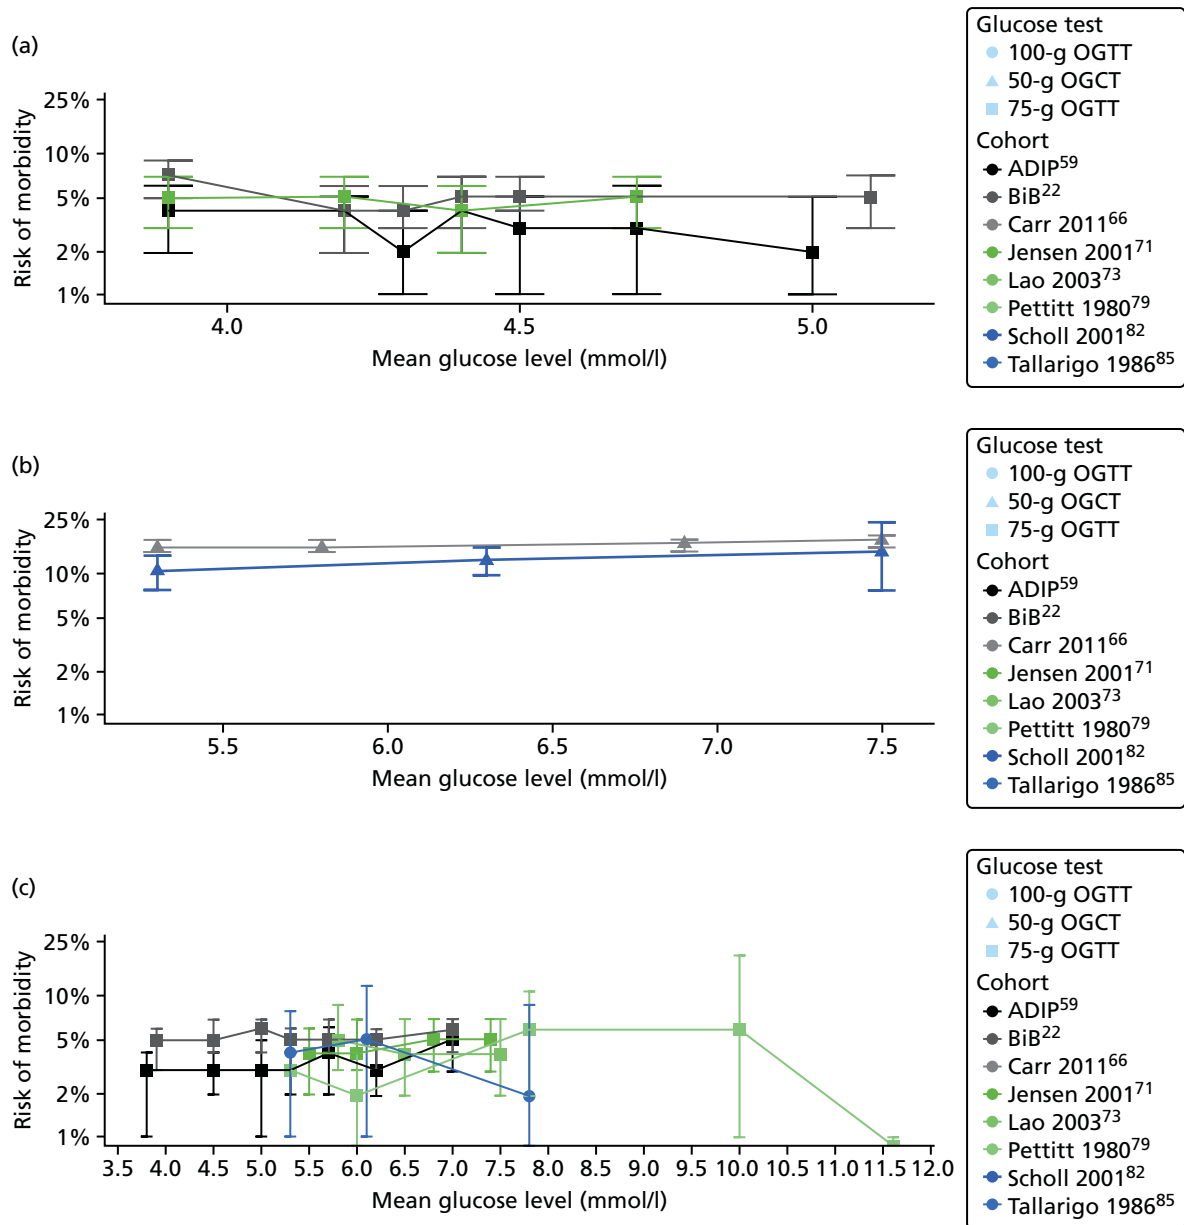 (a)
Risk of morbidity
25%
10%
5%
2%
1%
4.0 4.5 5.0
Mean glucose level (mmol/l)
Glucose test
100-g OGTT
50-g OGCT
75-g OGTT
Cohort
ADIP59
BiB22
Carr 201166
Jensen 200171
Lao 200373
Pettitt 198079
Scholl 200182
Tallarigo 198685
(b)
Risk of morbidity
25%
10%
5%
2%
1%
5.5 6.0 6.5 7.0 7.5
Mean glucose level (mmol/l)
Glucose test
100-g OGTT
50-g OGCT
75-g OGTT
Cohort
ADIP59
BiB22
Carr 201166
Jensen 200171
Lao 200373
Pettitt 198079
Scholl 200182
Tallarigo 198685
(c)
Risk of morbidity
25%
10%
5%
2%
1%
3.5 4.0 4.5 5.0 5.5 6.0 6.5 7.0 7.5 8.0 8.5 9.0 9.5 10.0 10.5 11.0 11.5 12.0
Mean glucose level (mmol/l)
Glucose test
100-g OGTT
50-g OGCT
75-g OGTT
Cohort
ADIP59
BiB22
Carr 201166
Jensen 200171
Lao 200373
Pettitt 198079
Scholl 200182
Tallarigo 198685